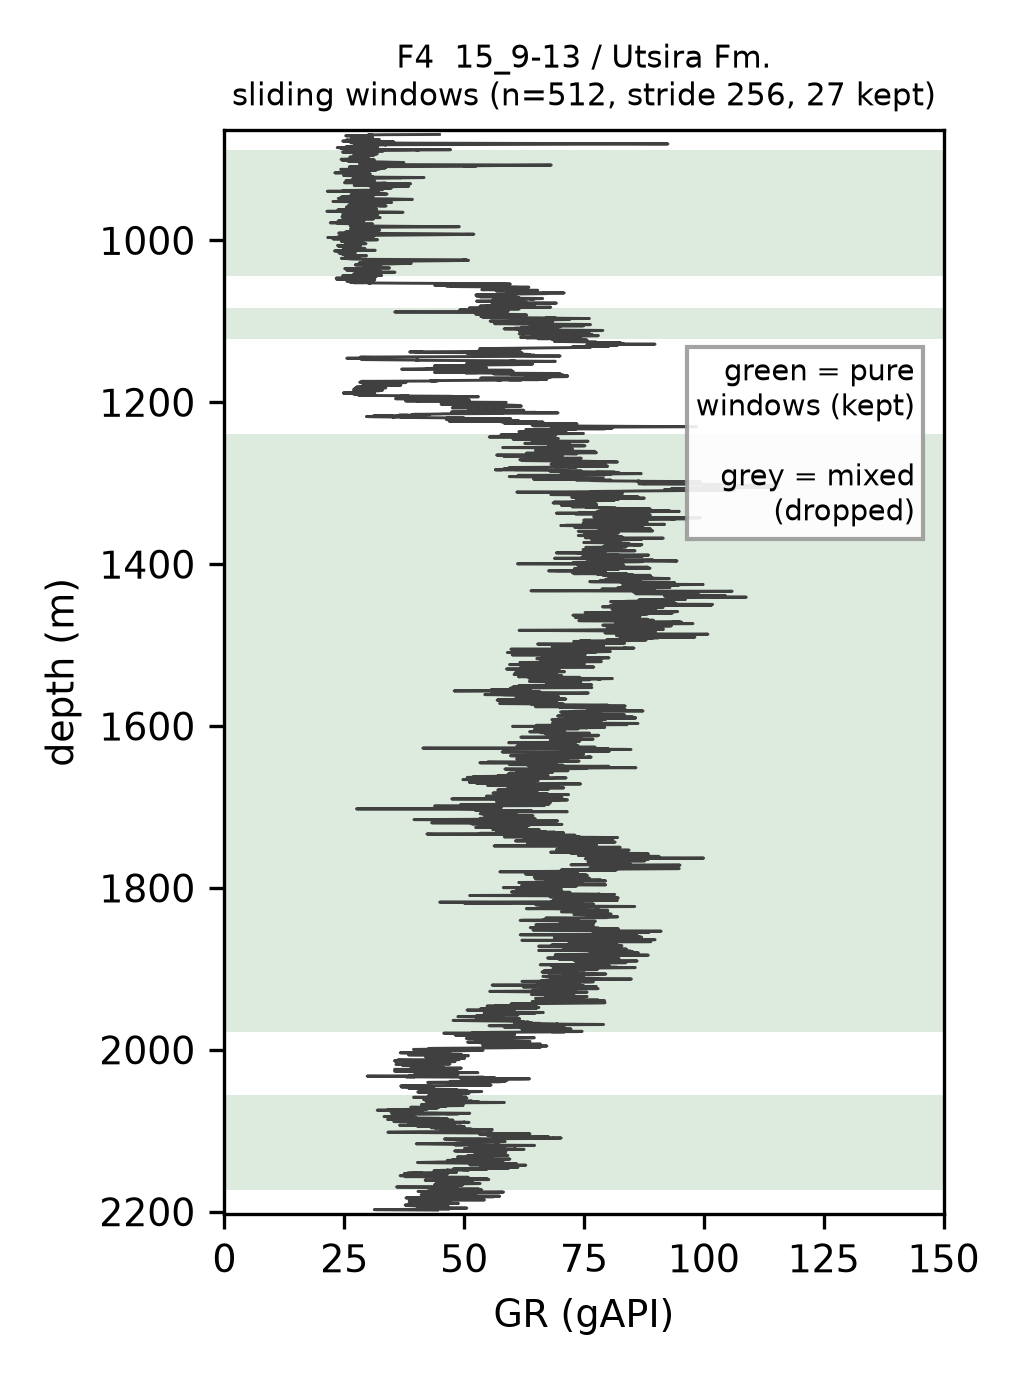 F4  15_9-13 / Utsira Fm.
sliding windows (n=512, stride 256, 27 kept)
green = pure
windows (kept)
grey = mixed
(dropped)
depth (m)
1000
1200
1400
1600
1800
2000
2200
0 25 50 75 100 125 150
GR (gAPI)